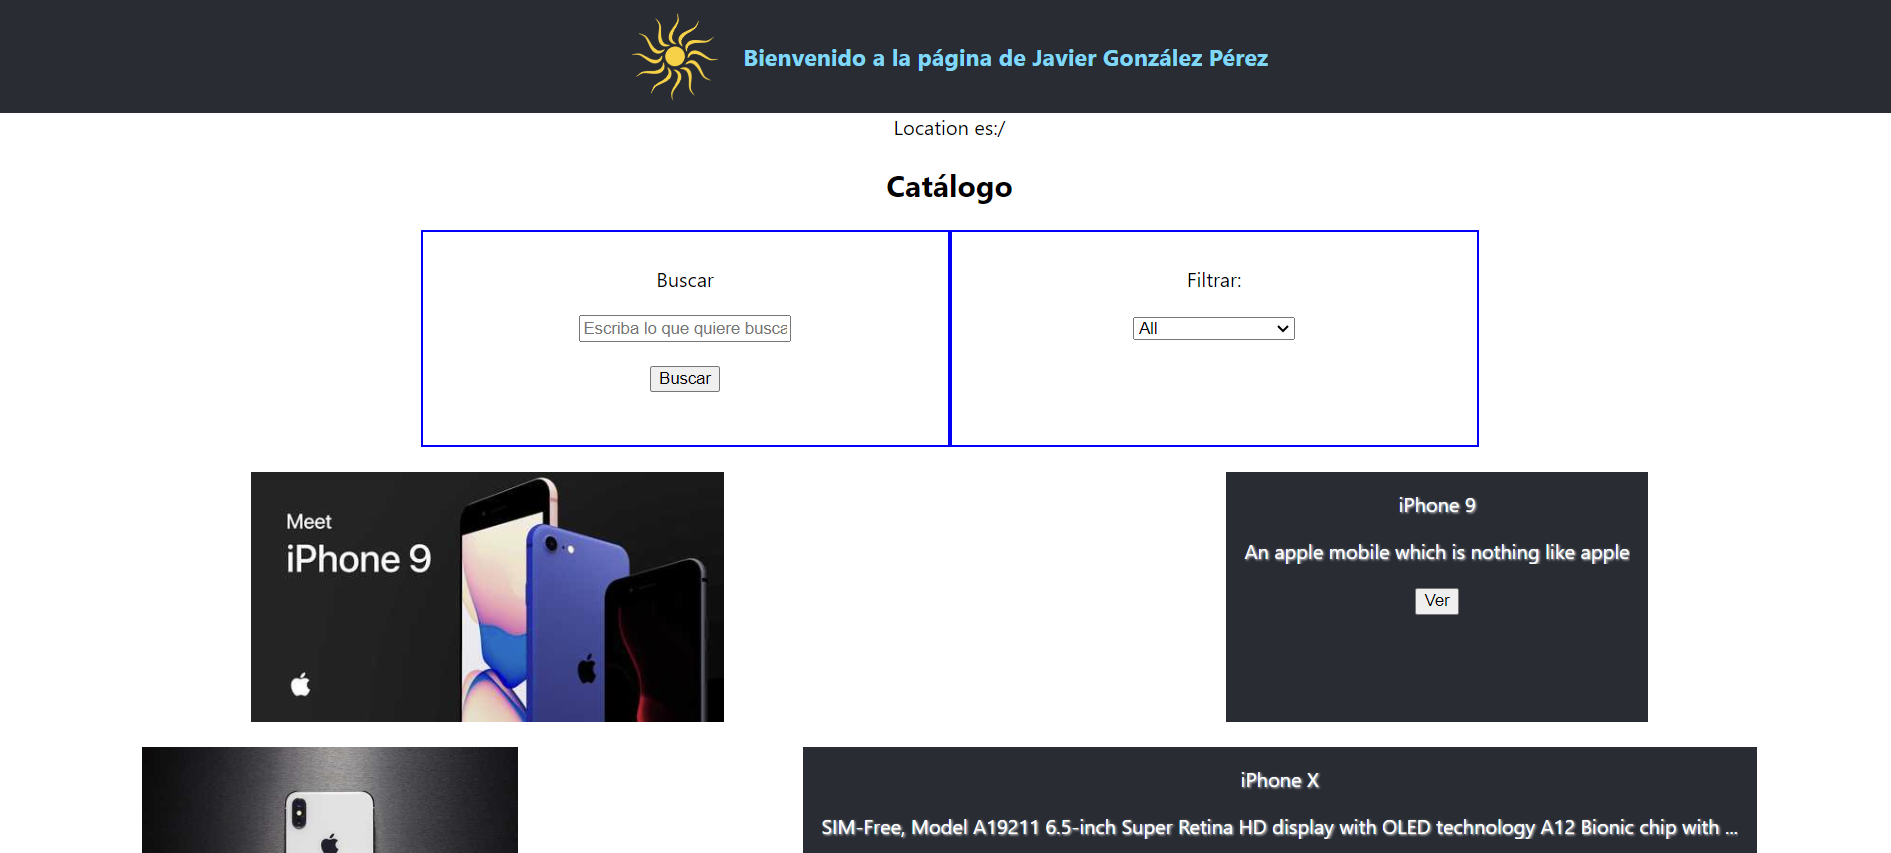 Bienvenido a la página de Javier González Pérez
Location es:/
Catálogo
Buscar
Filtrar:
Escriba lo que quiere busca
All
Buscar
Meet
iPhone 9
iPhone 9
An apple mobile which is nothing like apple
Ver
iPhone X
SIM-Free, Model A19211 6.5-inch Super Retina HD display with OLED technology A12 Bionic chip with ...